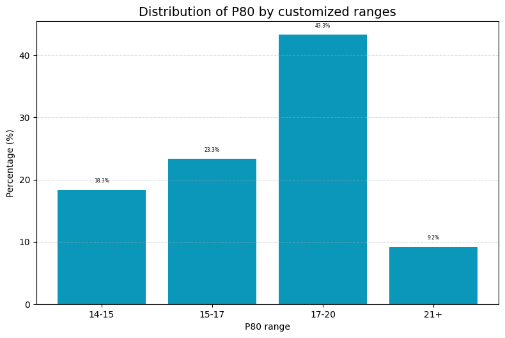 Distribution of P80 by customized ranges
43.3%
40
Percentage (%)
30
23.3%
20
18.3%
10
9.2%
0
14-15 15-17 17-20 21+
P80 range